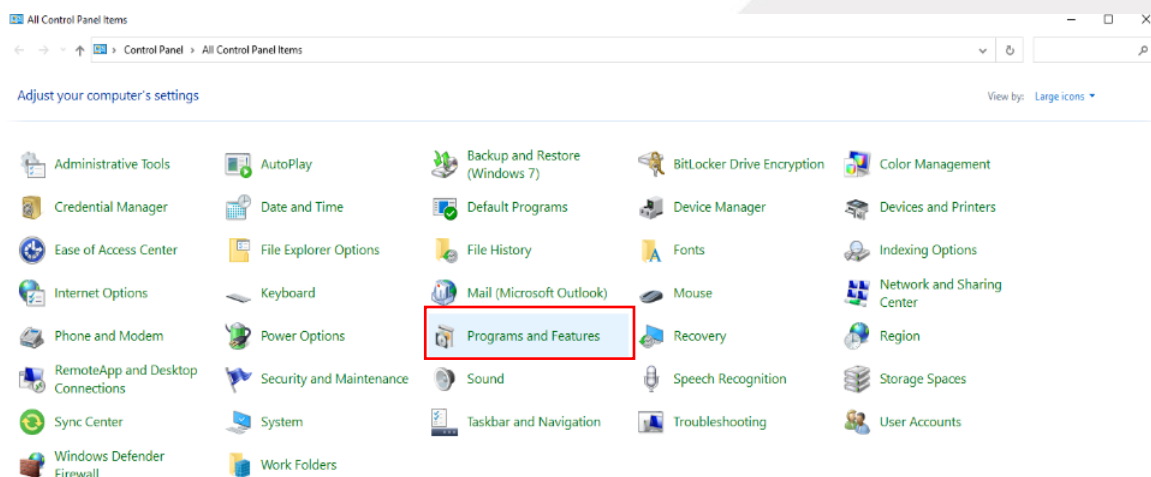 All Control Panel Items
Control Panel > All Control Panel Items
Adjust your computer's settings
View by: Large icons
Administrative Tools
AutoPlay
Backup and Restore
(Windows 7)
BitLocker Drive Encryption
Color Management
Credential Manager
Date and Time
Default Programs
Device Manager
Devices and Printers
Ease of Access Center
File Explorer Options
File History
Fonts
Indexing Options
Internet Options
Keyboard
Mail (Microsoft Outlook)
Mouse
Network and Sharing
Center
Phone and Modem
Power Options
Programs and Features
Recovery
Region
RemoteApp and Desktop
Connections
Security and Maintenance
Sound
Speech Recognition
Storage Spaces
Sync Center
System
Taskbar and Navigation
Troubleshooting
User Accounts
Windows Defender
Firewall
Work Folders